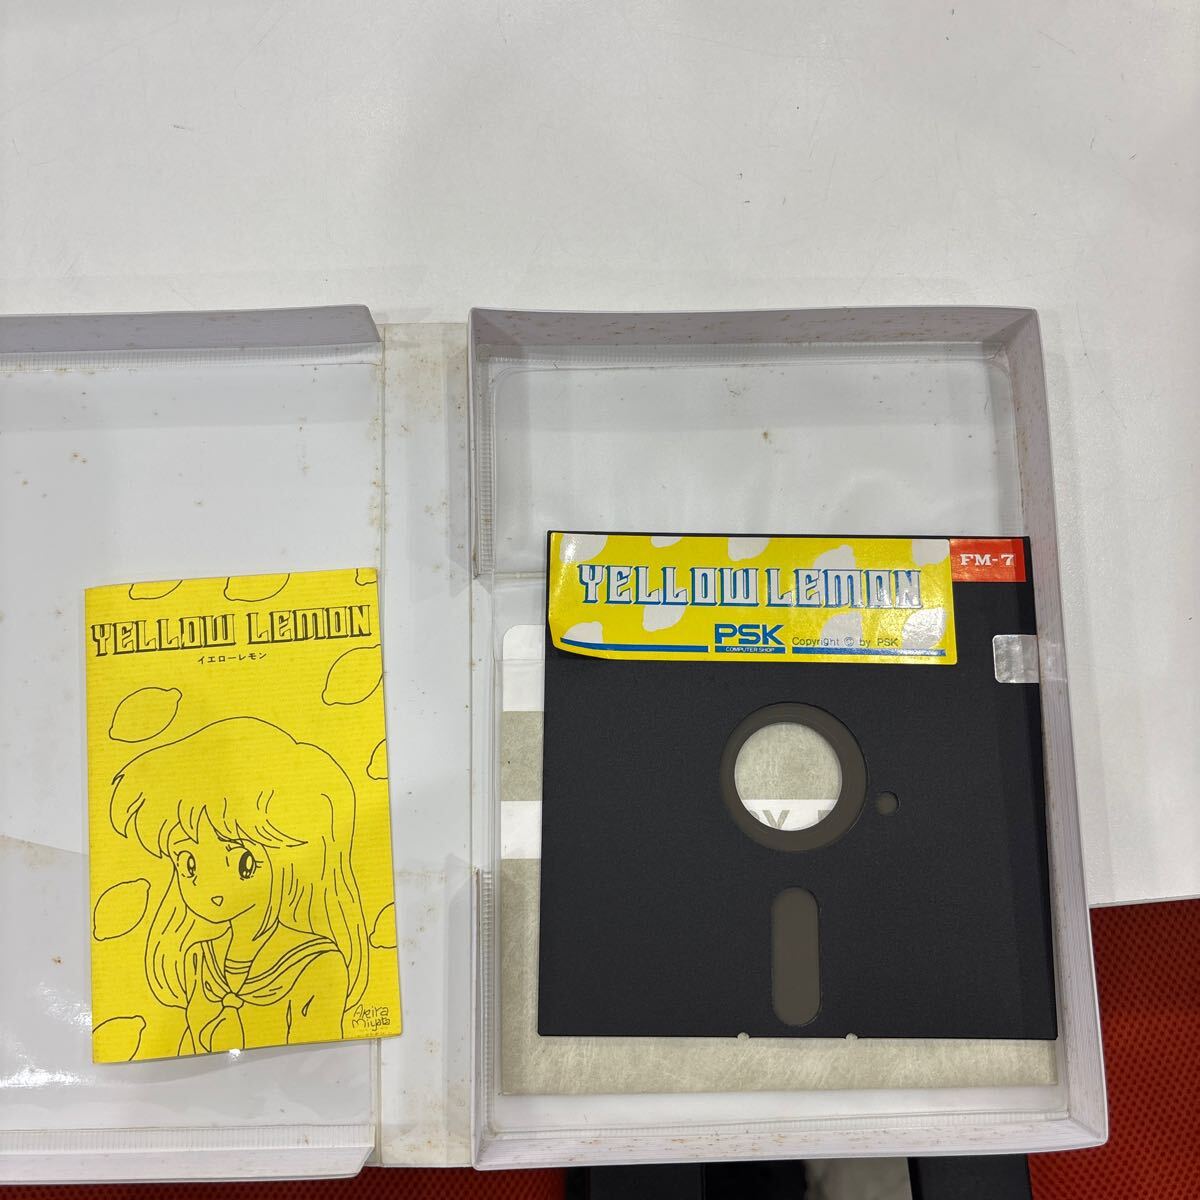 YELLOW LEMON
イエローレモン
Akira
Miyata
YELLOW LEMON
FM-7
PSK
COMPUTER SHOP
Copyright © by PSK